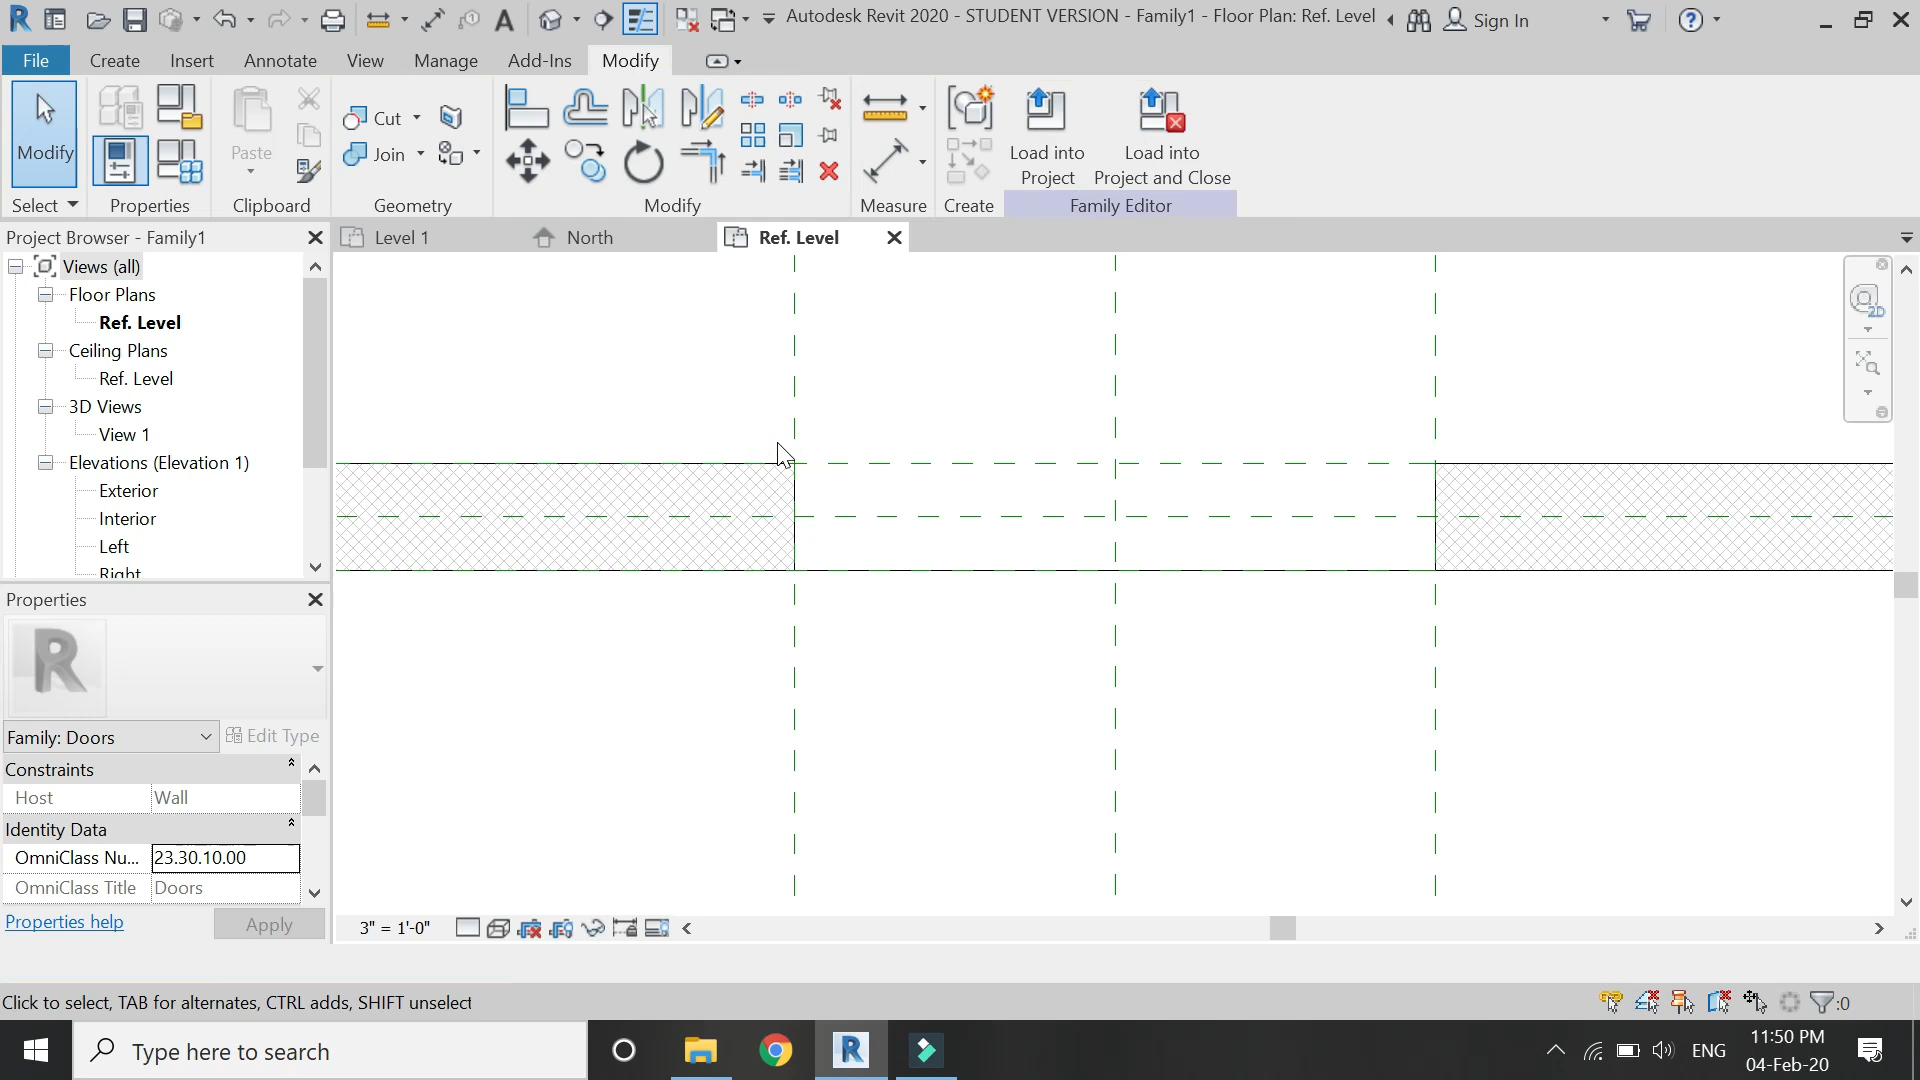 Autodesk Revit 2020 - STUDENT VERSION - Family1 - Floor Plan: Ref. Level
Sign In
File Create Insert Annotate View Manage Add-Ins Modify
Modify
Paste
Cut
Join
Load into
Project
Load into
Project and Close
Select Properties Clipboard Geometry Modify Measure Create Family Editor
Project Browser - Family1
Level 1 North Ref. Level
Views (all)
Floor Plans
Ref. Level
Ceiling Plans
Ref. Level
3D Views
View 1
Elevations (Elevation 1)
Exterior
Interior
Left
Right
2D
Properties
Family: Doors
Edit Type
Constraints
Host Wall
Identity Data
OmniClass Nu... 23.30.10.00
OmniClass Title Doors
Properties help
Apply
3" = 1'-0"
Click to select, TAB for alternates, CTRL adds, SHIFT unselect
:0
Type here to search
ENG
11:50 PM
04-Feb-20